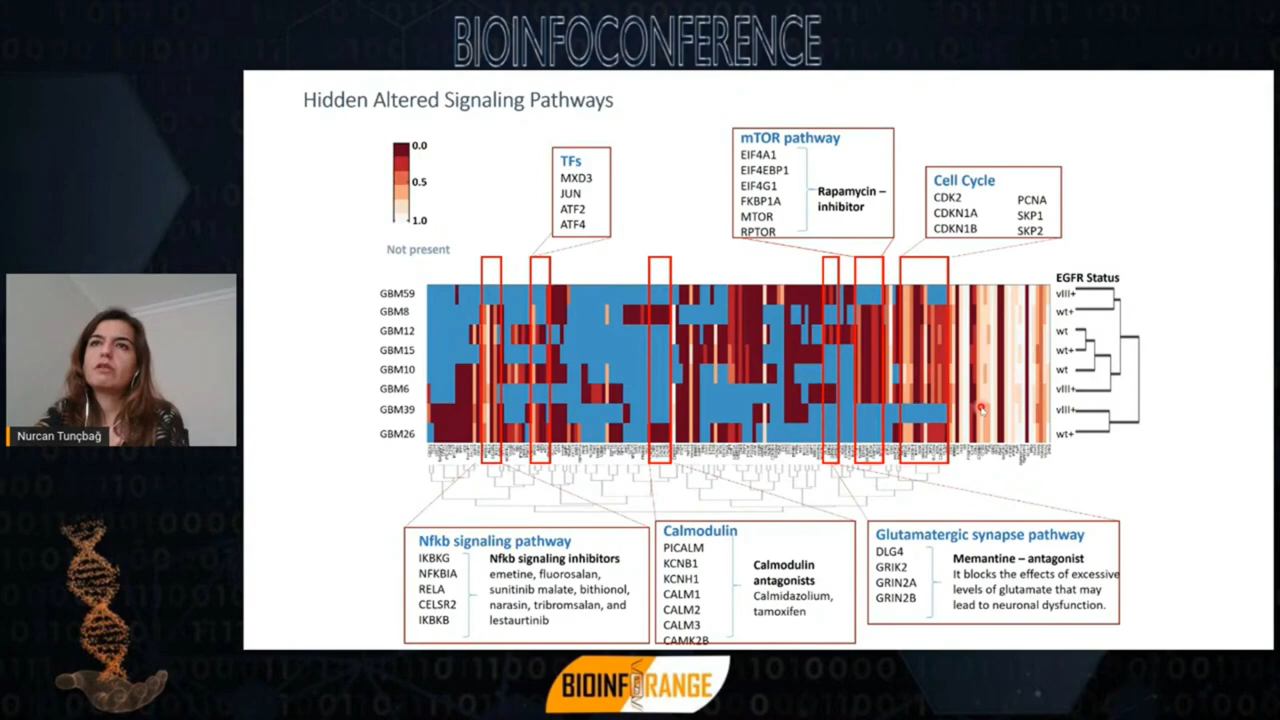 BIOINFOCONFERENCE
Hidden Altered Signaling Pathways
0.0
0.5
1.0
Not present
TFs
MXD3
JUN
ATF2
ATF4
mTOR pathway
EIF4A1
EIF4EBP1
EIF4G1
FKBP1A
MTOR
RPTOR
Rapamycin –
inhibitor
Cell Cycle
CDK2
CDKN1A
CDKN1B
PCNA
SKP1
SKP2
EGFR Status
GBM59
GBM8
GBM12
GBM15
GBM10
GBM6
GBM39
GBM26
vIII+
wt+
wt
wt+
wt
vIII+
vIII+
wt+
Nurcan Tunçbağ
Nfkb signaling pathway
IKBKG
NFKBIA
RELA
CELSR2
IKBKB
Nfkb signaling inhibitors
emetine, fluorosalan,
sunitinib malate, bithionol,
narasin, tribromsalan, and
lestaurtinib
Calmodulin
PICALM
KCNB1
KCNH1
CALM1
CALM2
CALM3
CAMK2B
Calmodulin
antagonists
Calmidazolium,
tamoxifen
Glutamatergic synapse pathway
DLG4
GRIK2
GRIN2A
GRIN2B
Memantine – antagonist
It blocks the effects of excessive
levels of glutamate that may
lead to neuronal dysfunction.
BIOINFORANGE